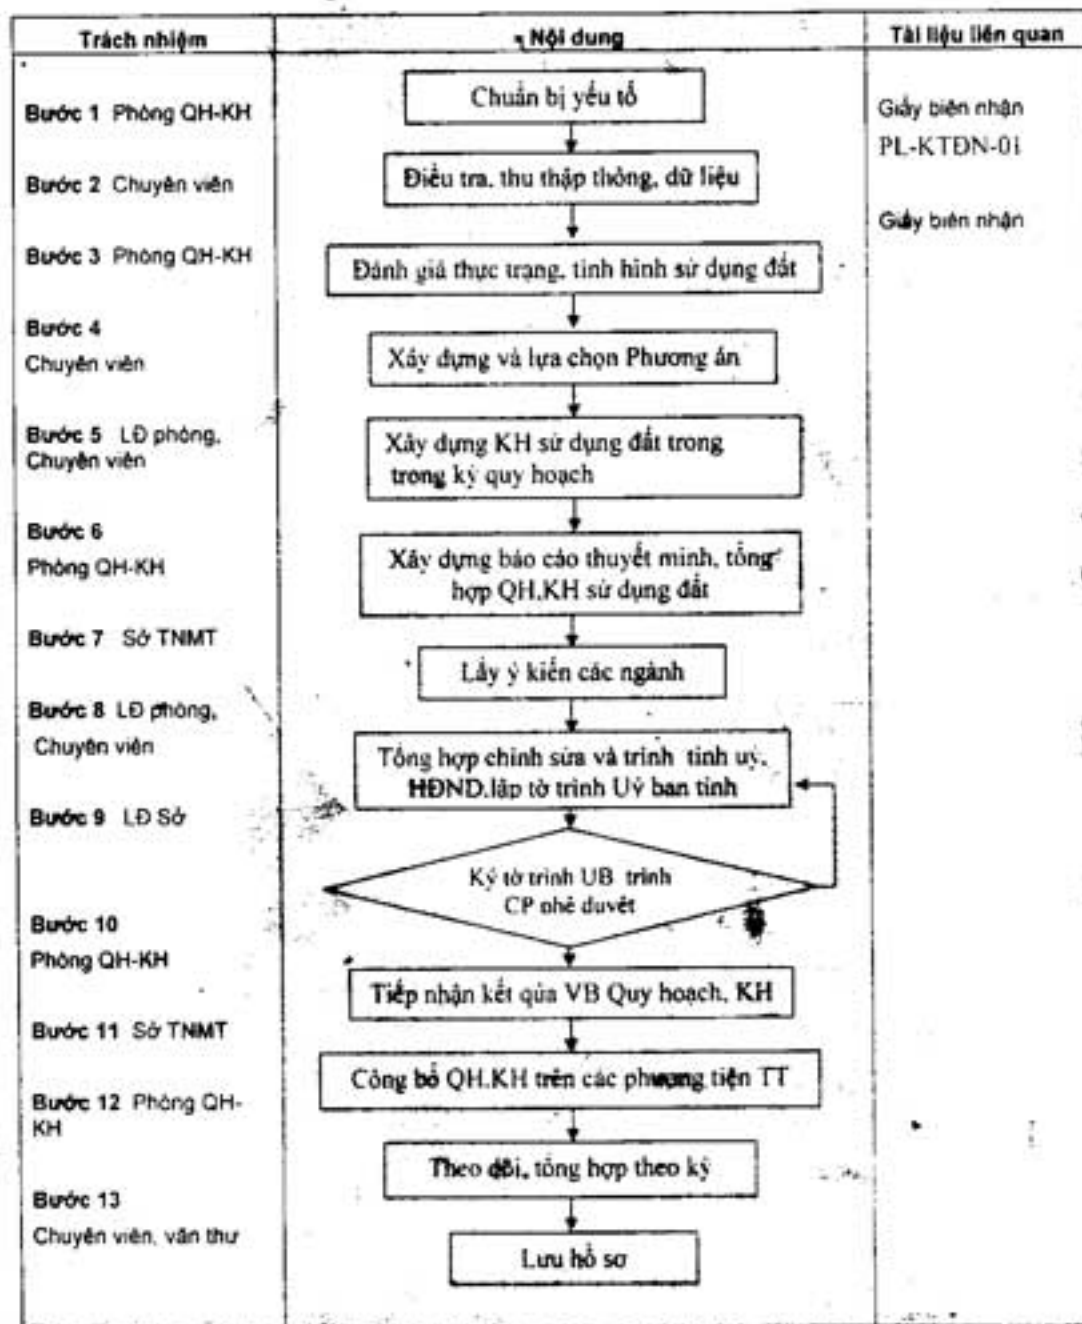 Trách nhiệm
Nội dung
Tài liệu liên quan
Bước 1 Phòng QH-KH
Chuẩn bị yếu tố
Giấy biên nhận
PL-KTĐN-01
Bước 2 Chuyên viên
Điều tra, thu thập thông, dữ liệu
Giấy biên nhận
Bước 3 Phòng QH-KH
Đánh giá thực trạng, tình hình sử dụng đất
Bước 4
Chuyên viên
Xây dựng và lựa chọn Phương án
Bước 5 LĐ phòng,
Chuyên viên
Xây dựng KH sử dụng đất trong
trong kỳ quy hoạch
Bước 6
Phòng QH-KH
Xây dựng báo cáo thuyết minh, tổng
hợp QH.KH sử dụng đất
Bước 7 Sở TNMT
Lấy ý kiến các ngành
Bước 8 LĐ phòng,
Chuyên viên
Tổng hợp chỉnh sửa và trình tỉnh uỷ,
HĐND.lập tờ trình Uỷ ban tỉnh
Bước 9 LĐ Sở
Ký tờ trình UB trình
CP phê duyệt
Bước 10
Phòng QH-KH
Tiếp nhận kết qủa VB Quy hoạch, KH
Bước 11 Sở TNMT
Công bố QH.KH trên các phương tiện TT
Bước 12 Phòng QH-
KH
Theo dõi, tổng hợp theo kỳ
Bước 13
Chuyên viên, văn thư
Lưu hồ sơ